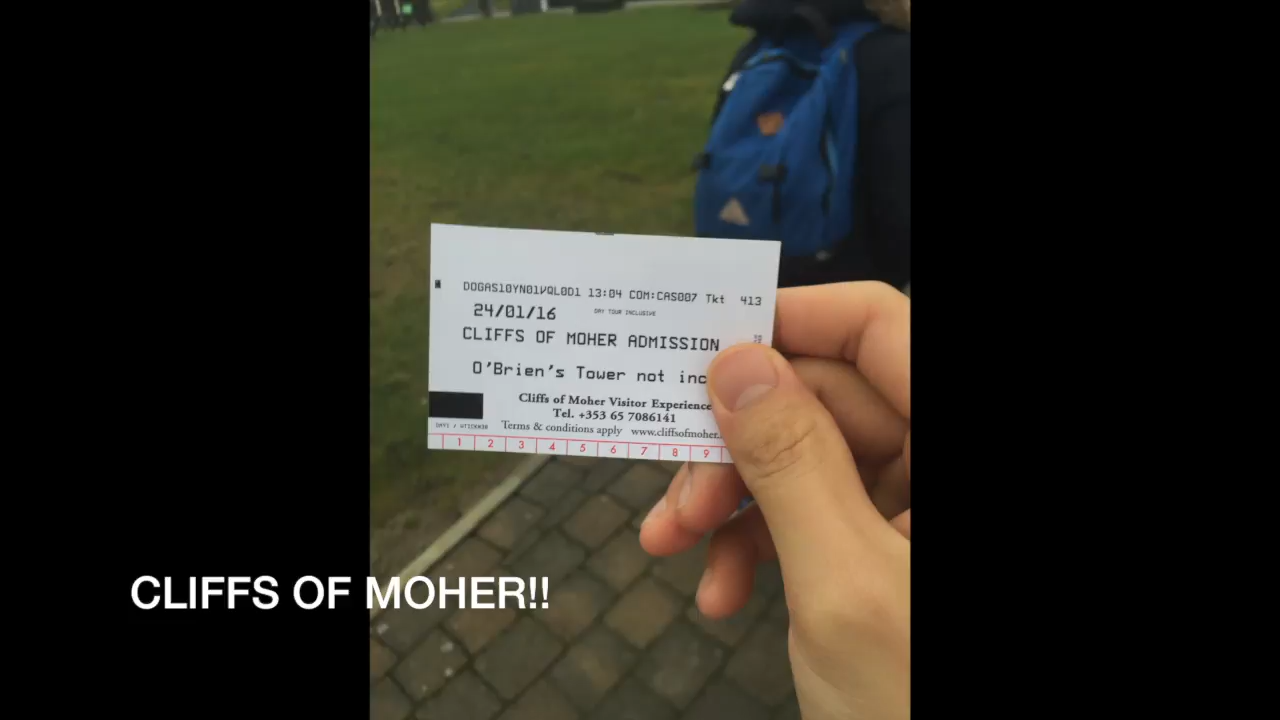 DOGAS10YN01VQL0D1 13:04 COM:CAS007 Tkt 413
24/01/16 DAY TOUR INCLUSIVE
CLIFFS OF MOHER ADMISSION
O'Brien's Tower not inc
Cliffs of Moher Visitor Experience
Tel. +353 65 7086141
Terms & conditions apply www.cliffsofmoher.
1 2 3 4 5 6 7 8 9
CLIFFS OF MOHER!!